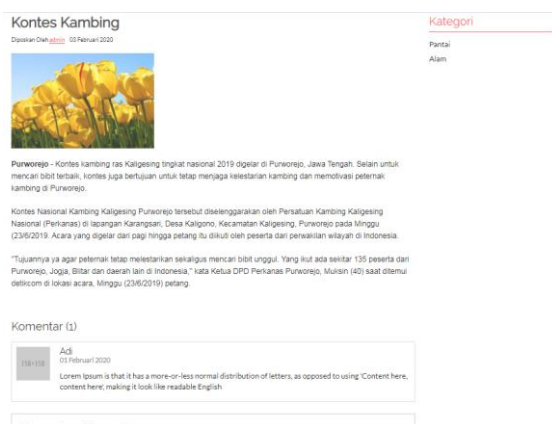 Kontes Kambing
Diposkan Oleh admin 03 Februari 2020
Purworejo - Kontes kambing ras Kaligesing tingkat nasional 2019 digelar di Purworejo, Jawa Tengah. Selain untuk
mencari bibit terbaik, kontes juga bertujuan untuk tetap menjaga kelestarian kambing dan memotivasi peternak
kambing di Purworejo.
Kontes Nasional Kambing Kaligesing Purworejo tersebut diselenggarakan oleh Persatuan Kambing Kaligesing
Nasional (Perkanas) di lapangan Karangsari, Desa Kaligono, Kecamatan Kaligesing, Purworejo pada Minggu
(23/6/2019. Acara yang digelar dari pagi hingga petang itu diikuti oleh peserta dari perwakilan wilayah di Indonesia.
"Tujuannya ya agar peternak tetap melestarikan sekaligus mencari bibit unggul. Yang ikut ada sekitar 135 peserta dari
Purworejo, Jogja, Blitar dan daerah lain di Indonesia," kata Ketua DPD Perkanas Purworejo, Muksin (40) saat ditemui
detikcom di lokasi acara, Minggu (23/6/2019) petang.
Komentar (1)
158×158
Adi
03 Februari 2020
Lorem Ipsum is that it has a more-or-less normal distribution of letters, as opposed to using 'Content here,
content here', making it look like readable English
Kategori
Pantai
Alam